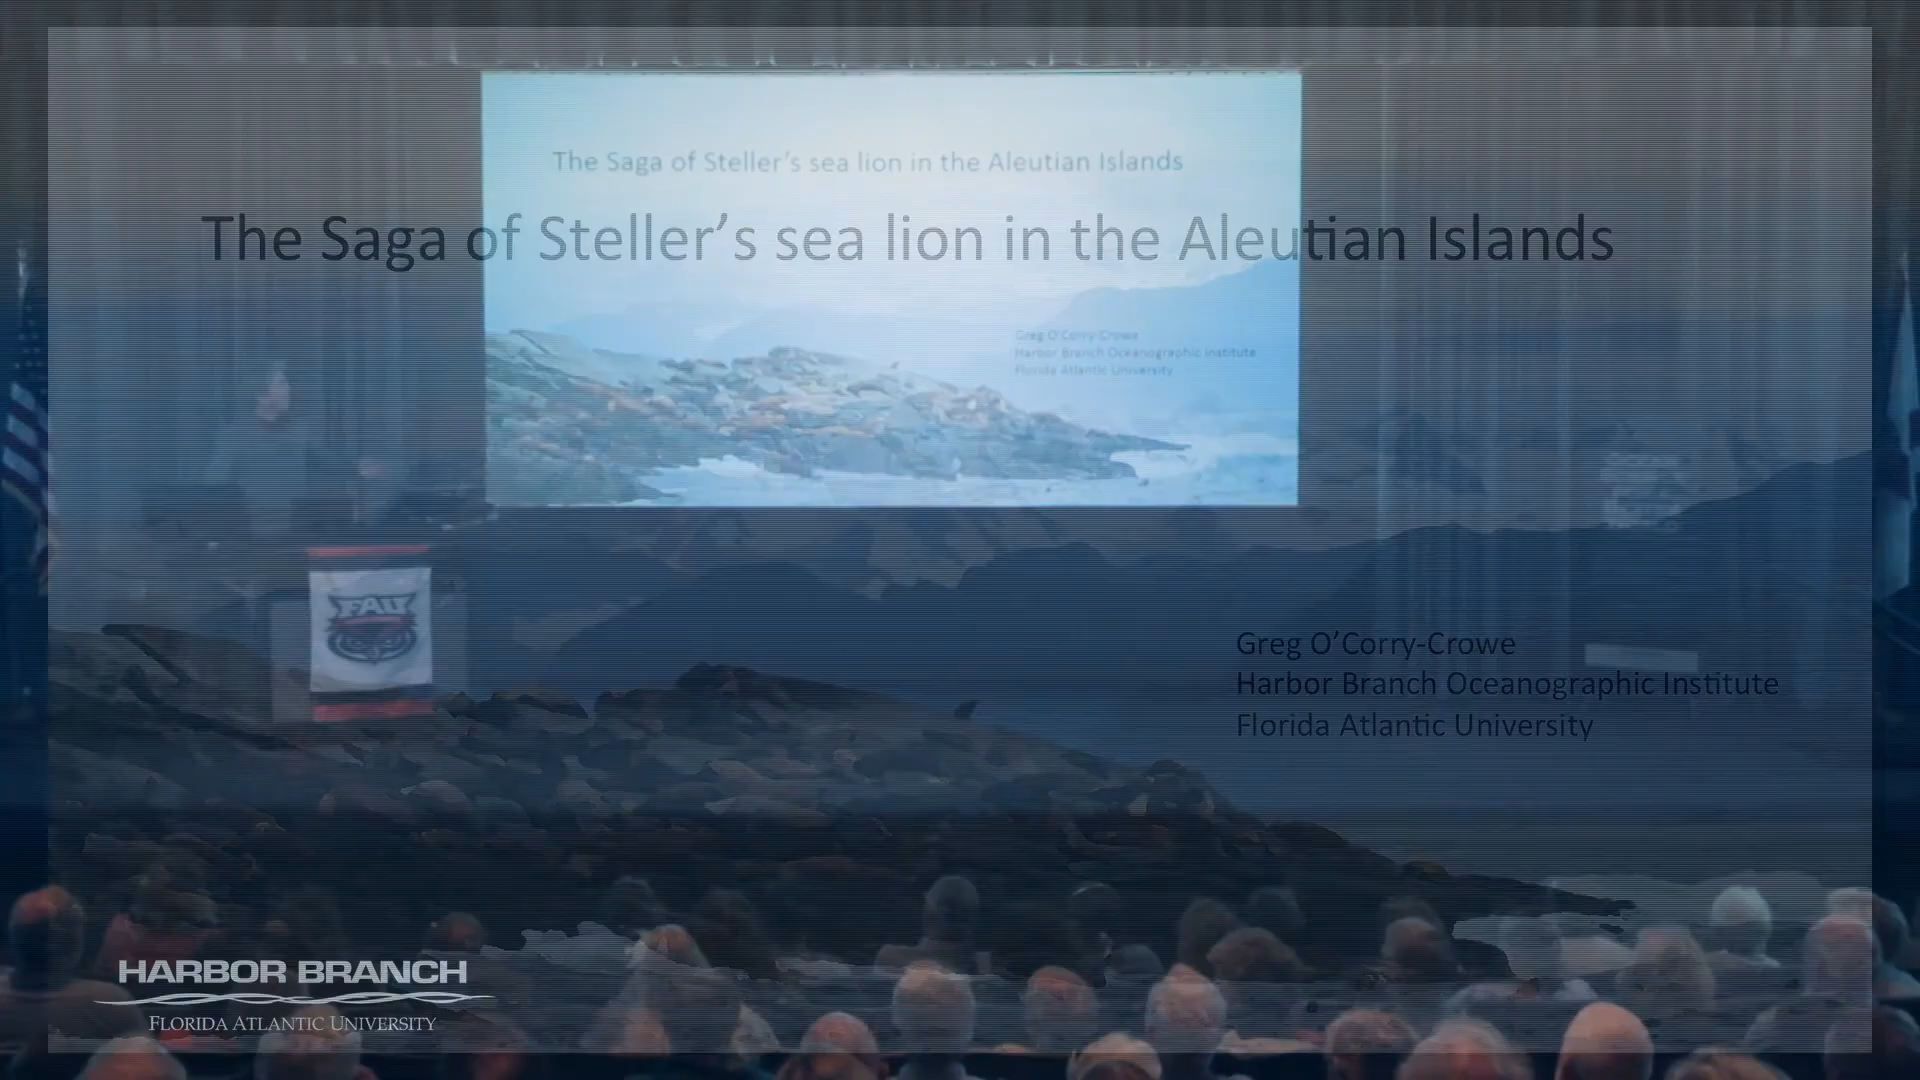 The Saga of Steller's sea lion in the Aleutian Islands
Greg O'Corry-Crowe
Harbor Branch Oceanographic Institute
Florida Atlantic University
The Saga of Steller’s sea lion in the Aleutian Islands
Greg O’Corry-Crowe
Harbor Branch Oceanographic Institute
Florida Atlantic University
FAU
HARBOR BRANCH
FLORIDA ATLANTIC UNIVERSITY